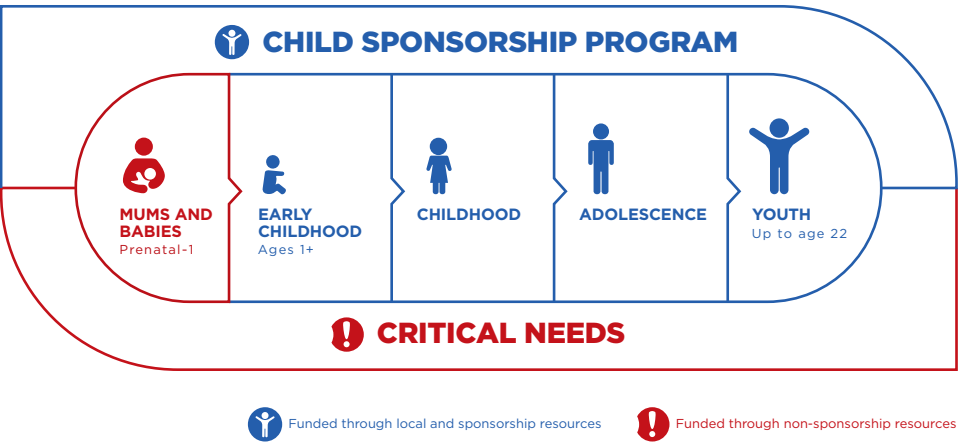 CHILD SPONSORSHIP PROGRAM
MUMS AND
BABIES
Prenatal-1
EARLY
CHILDHOOD
Ages 1+
CHILDHOOD
ADOLESCENCE
YOUTH
Up to age 22
CRITICAL NEEDS
Funded through local and sponsorship resources
Funded through non-sponsorship resources